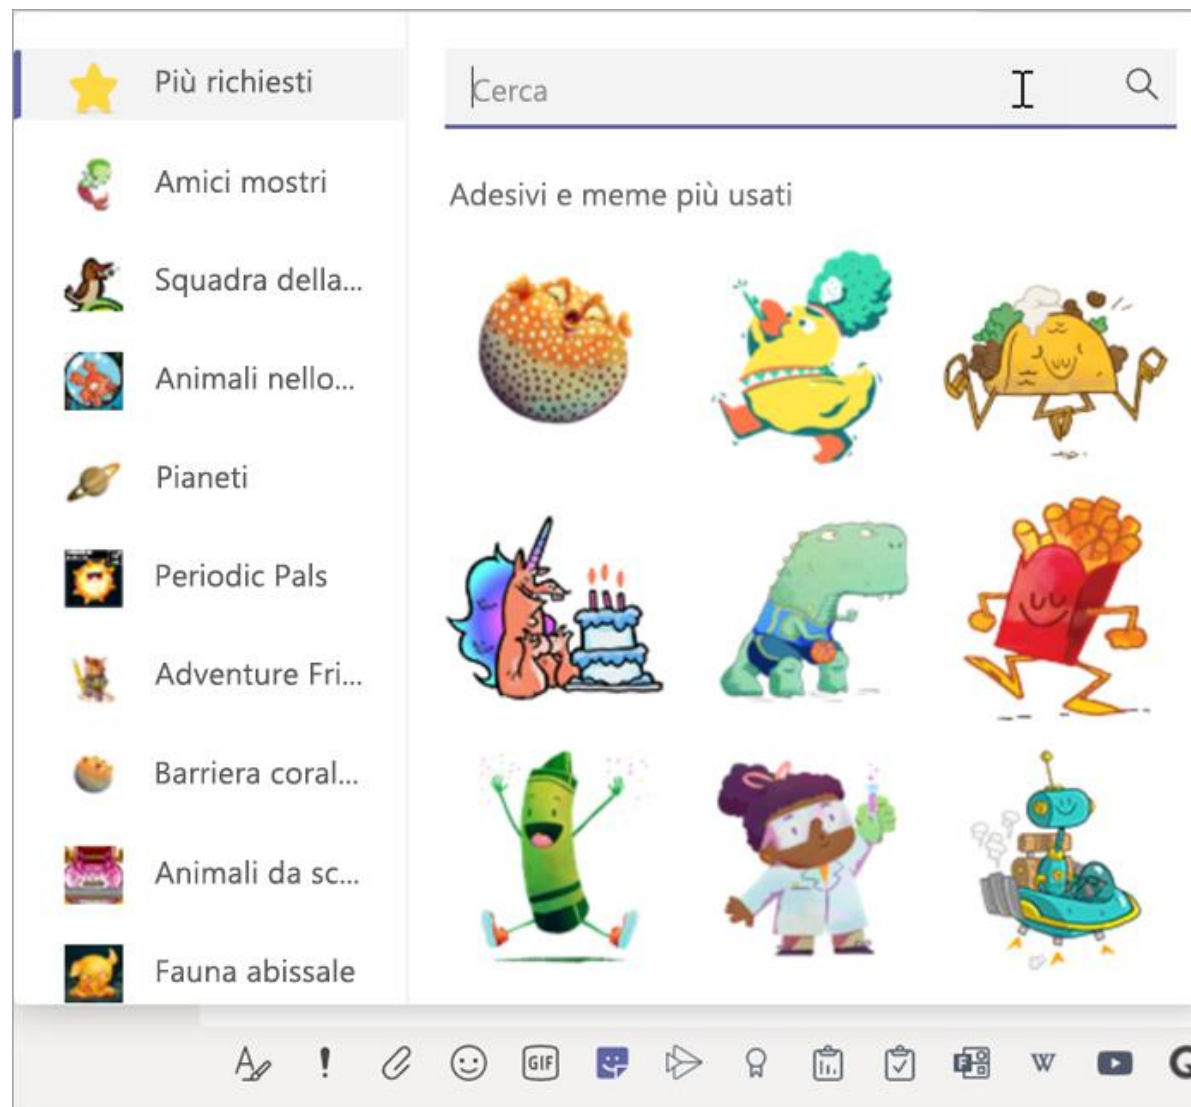 Più richiesti
Amici mostri
Squadra della...
Animali nello...
Pianeti
Periodic Pals
Adventure Fri...
Barriera coral...
Animali da sc...
Fauna abissale
Cerca
Adesivi e meme più usati
GIF
W